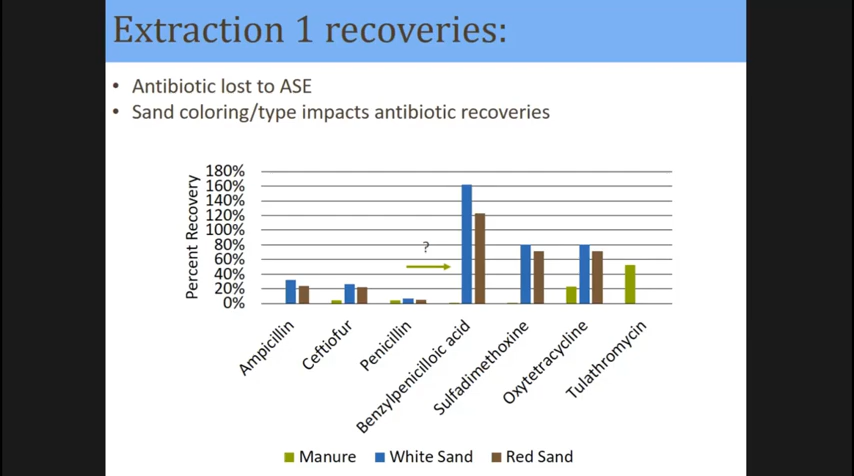 Extraction 1 recoveries:
• Antibiotic lost to ASE
• Sand coloring/type impacts antibiotic recoveries
180%
160%
140%
120%
100%
80%
60%
40%
20%
0%
Percent Recovery
?
Ampicillin
Ceftiofur
Penicillin
Benzylpenicilloic acid
Sulfadimethoxine
Oxytetracycline
Tulathromycin
Manure White Sand Red Sand